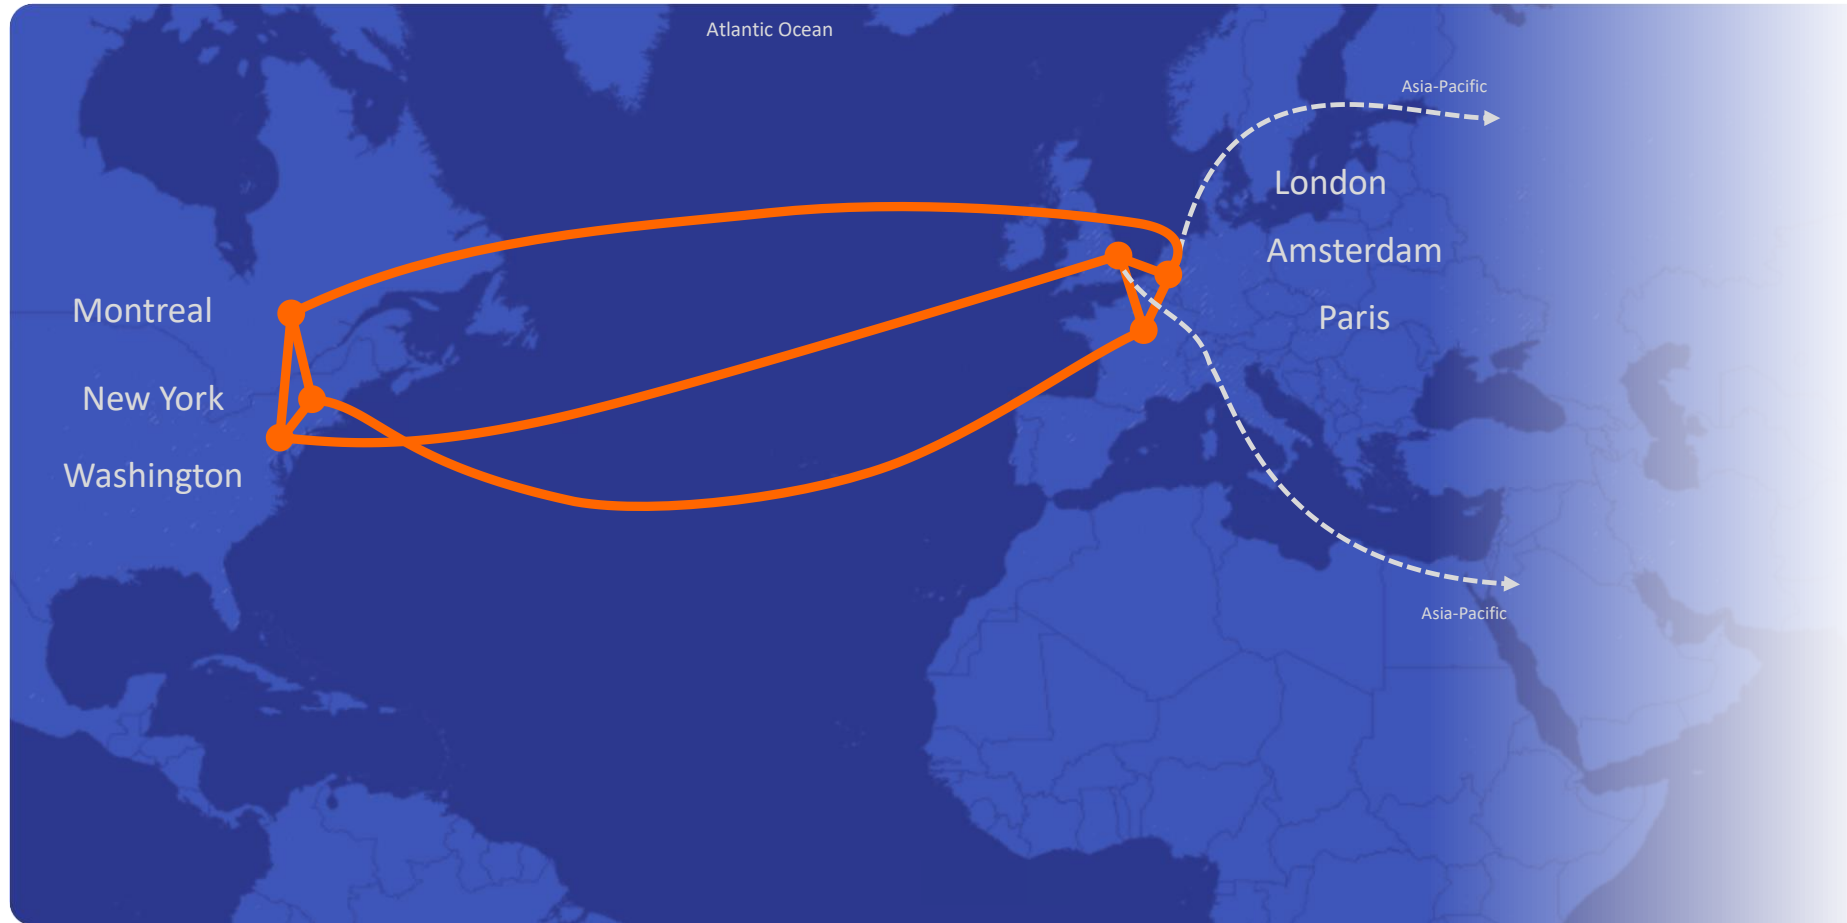 Atlantic Ocean
Asia-Pacific
London
Amsterdam
Paris
Montreal
New York
Washington
Asia-Pacific